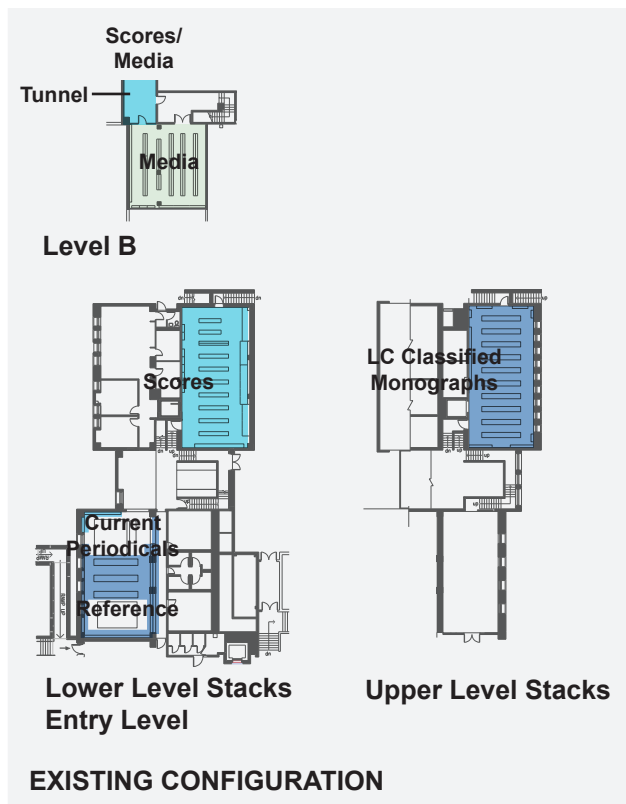 Scores/
Media
Tunnel
Media
Level B
Scores
LC Classified
Monographs
Current
Periodicals
Reference
Lower Level Stacks
Entry Level
Upper Level Stacks
EXISTING CONFIGURATION